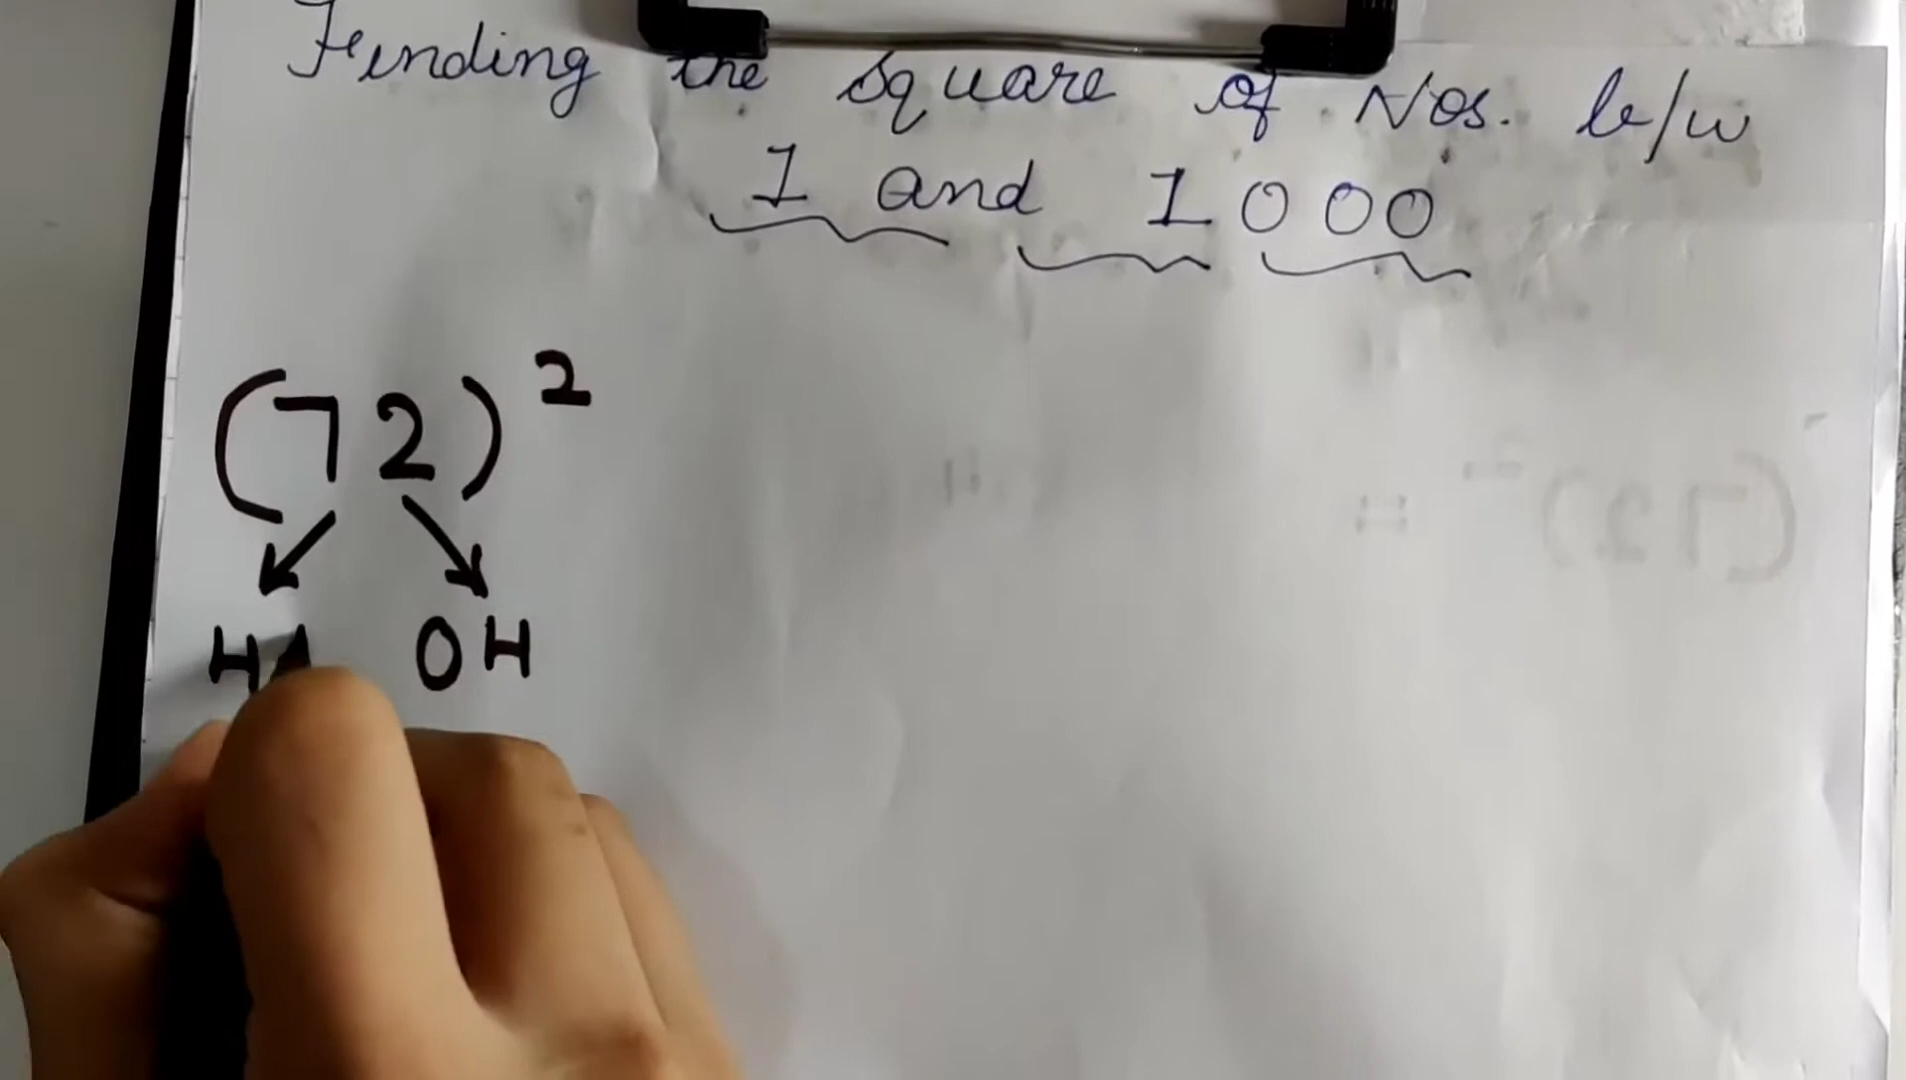 Finding the square of Nos. b/w
1 and 1000
(72)²
OH